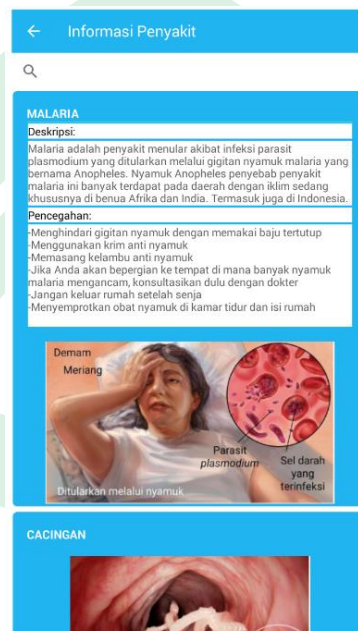 Informasi Penyakit
MALARIA
Deskripsi:
Malaria adalah penyakit menular akibat infeksi parasit
plasmodium yang ditularkan melalui gigitan nyamuk malaria yang
bernama Anopheles. Nyamuk Anopheles penyebab penyakit
malaria ini banyak terdapat pada daerah dengan iklim sedang
khususnya di benua Afrika dan India. Termasuk juga di Indonesia.
Pencegahan:
-Menghindari gigitan nyamuk dengan memakai baju tertutup
-Menggunakan krim anti nyamuk
-Memasang kelambu anti nyamuk
-Jika Anda akan bepergian ke tempat di mana banyak nyamuk
malaria mengancam, konsultasikan dulu dengan dokter
-Jangan keluar rumah setelah senja
-Menyemprotkan obat nyamuk di kamar tidur dan isi rumah
Demam
Meriang
Parasit
plasmodium
Sel darah
yang
terinfeksi
Ditularkan melalui nyamuk
CACINGAN